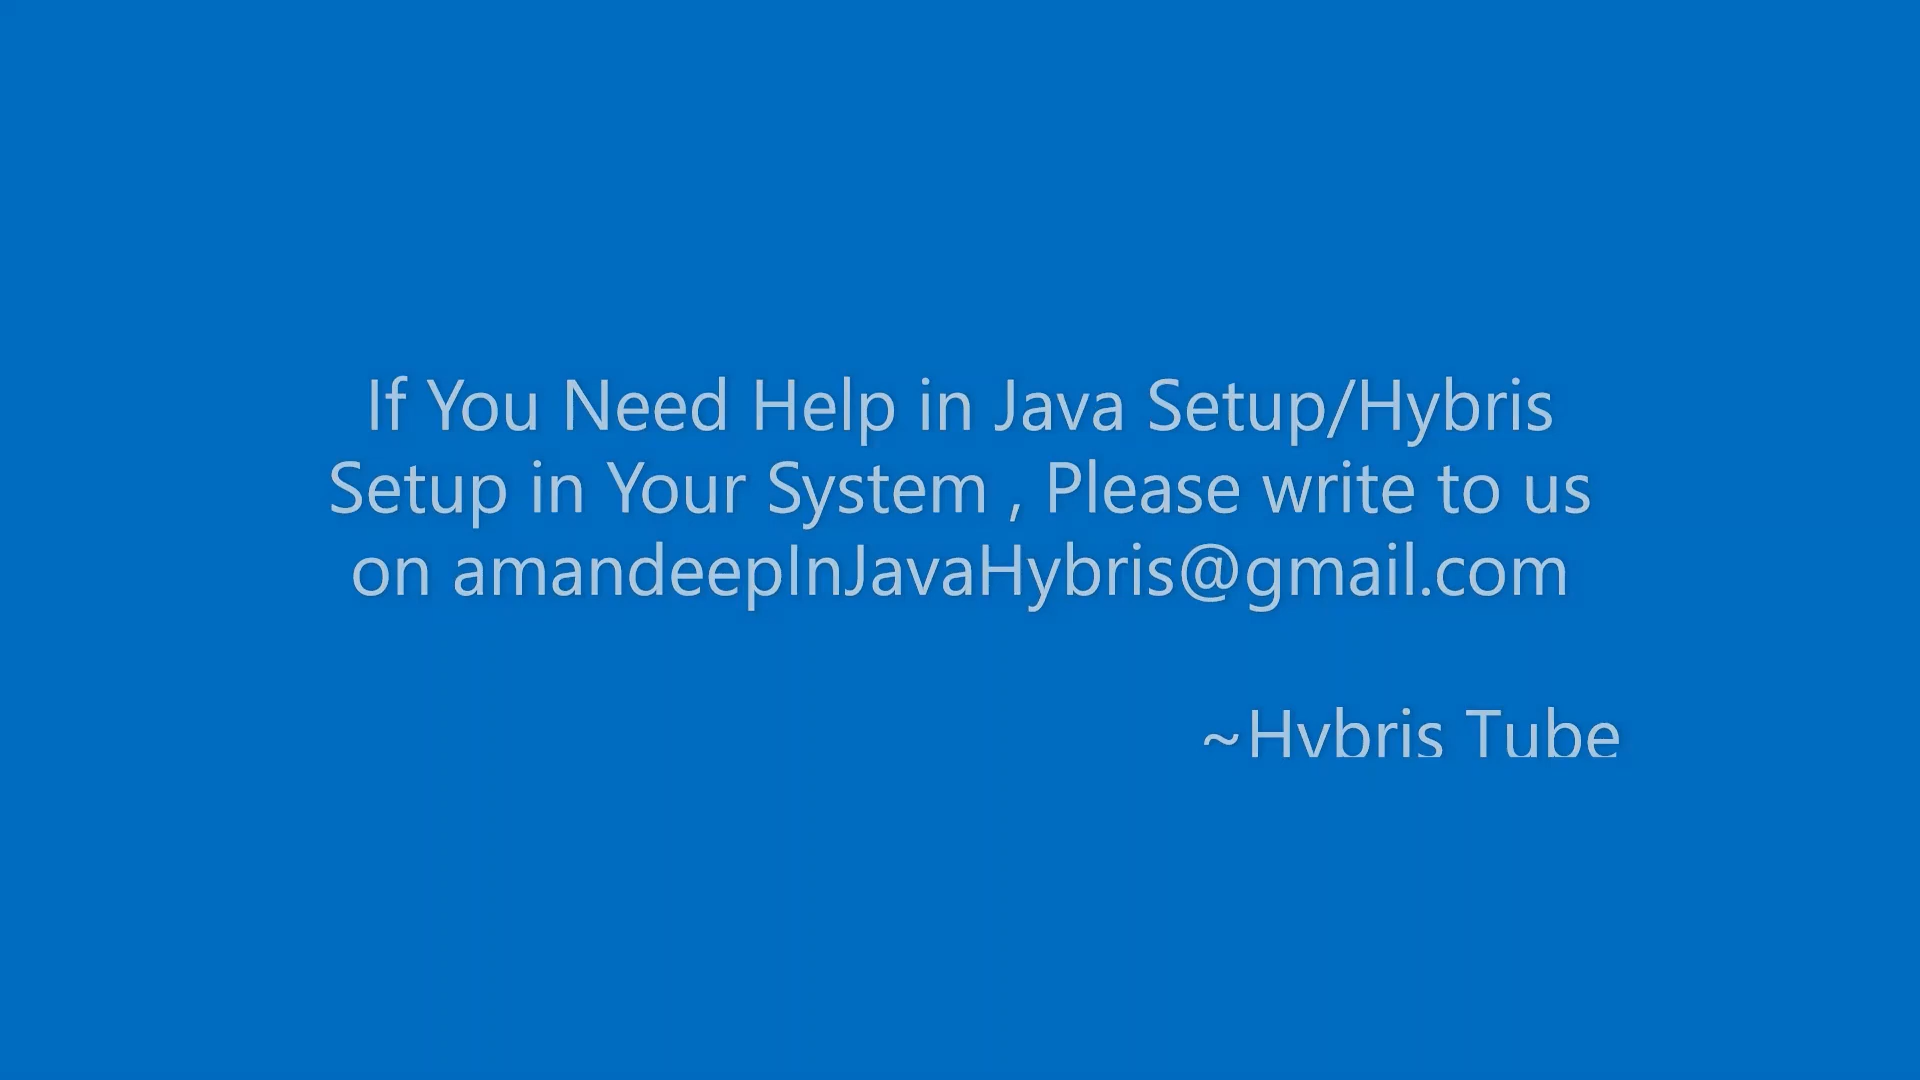 If You Need Help in Java Setup/Hybris
Setup in Your System , Please write to us
on amandeepInJavaHybris@gmail.com
~Hybris Tube